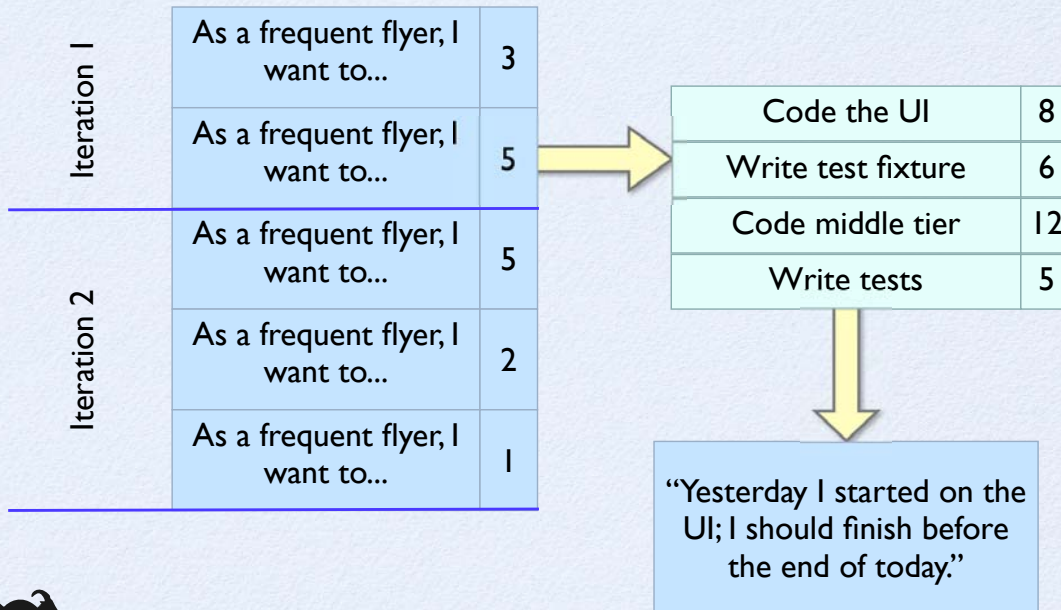 Iteration 1
As a frequent flyer, I
want to...
3
As a frequent flyer, I
want to...
5
Iteration 2
As a frequent flyer, I
want to...
5
As a frequent flyer, I
want to...
2
As a frequent flyer, I
want to...
1
Code the UI
8
Write test fixture
6
Code middle tier
12
Write tests
5
“Yesterday I started on the
UI; I should finish before
the end of today.”